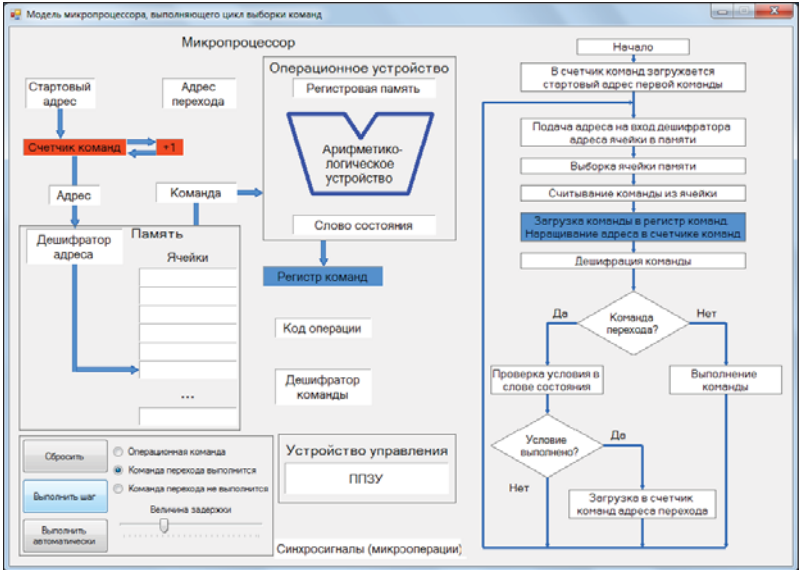 Модель микропроцессора, выполняющего цикл выборки команд
Микропроцессор
Стартовый
адрес
Адрес
перехода
Счетчик команд
+1
Адрес
Команда
Операционное устройство
Регистровая память
Арифметико-
логическое
устройство
Слово состояния
Память
Дешифратор
адреса
Ячейки
...
Регистр команд
Код операции
Дешифратор
команды
Сбросить
Выполнить шаг
Выполнить
автоматически
Операционная команда
Команда перехода выполнится
Команда перехода не выполнится
Величина задержки
Устройство управления
ППЗУ
Синхросигналы (микрооперации)
Начало
В счетчик команд загружается
стартовый адрес первой команды
Подача адреса на вход дешифратора
адреса ячейки в памяти
Выборка ячейки памяти
Считывание команды из ячейки
Загрузка команды в регистр команд.
Наращивание адреса в счетчике команд
Дешифрация команды
Да
Команда
перехода?
Нет
Проверка условия в
слове состояния
Выполнение
команды
Условие
выполнено?
Да
Нет
Загрузка в счетчик
команд адреса перехода